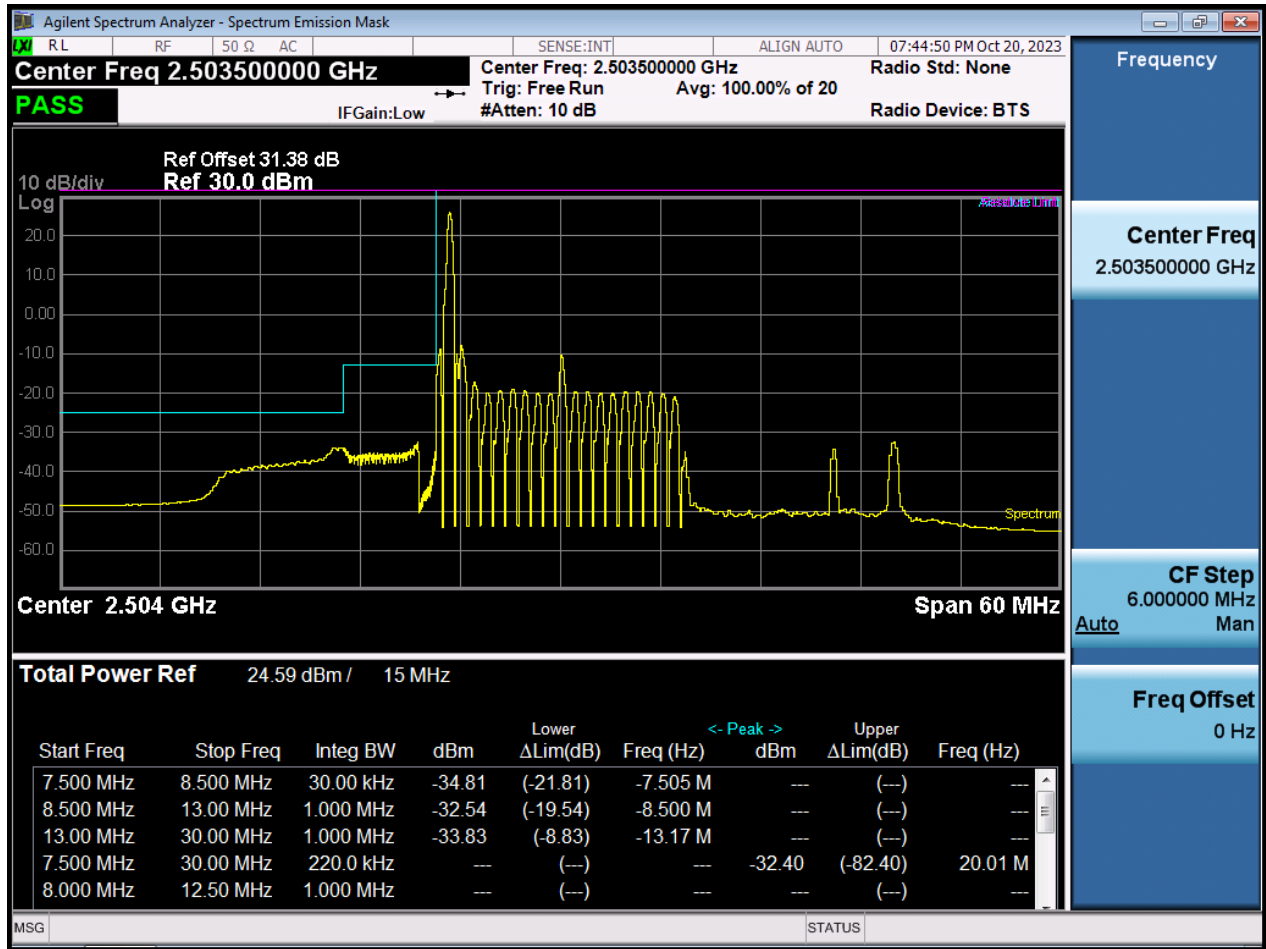 Agilent Spectrum Analyzer - Spectrum Emission Mask
LXI RL RF 50 Ω AC SENSE:INT ALIGN AUTO 07:44:50 PM Oct 20, 2023
Center Freq 2.503500000 GHz
Center Freq: 2.503500000 GHz Radio Std: None
Trig: Free Run Avg: 100.00% of 20
PASS
IFGain:Low #Atten: 10 dB Radio Device: BTS
Ref Offset 31.38 dB
10 dB/div Ref 30.0 dBm
Log
20.0
10.0
0.00
-10.0
-20.0
-30.0
-40.0
-50.0
Spectrum
-60.0
Center 2.504 GHz Span 60 MHz
Total Power Ref 24.59 dBm / 15 MHz
Lower <- Peak -> Upper
Start Freq Stop Freq Integ BW dBm ΔLim(dB) Freq (Hz) dBm ΔLim(dB) Freq (Hz)
7.500 MHz 8.500 MHz 30.00 kHz -34.81 (-21.81) -7.505 M --- (---) ---
8.500 MHz 13.00 MHz 1.000 MHz -32.54 (-19.54) -8.500 M --- (---) ---
13.00 MHz 30.00 MHz 1.000 MHz -33.83 (-8.83) -13.17 M --- (---) ---
7.500 MHz 30.00 MHz 220.0 kHz --- (---) --- -32.40 (-82.40) 20.01 M
8.000 MHz 12.50 MHz 1.000 MHz --- (---) --- --- (---) ---
MSG STATUS
Frequency
Center Freq
2.503500000 GHz
CF Step
6.000000 MHz
Auto Man
Freq Offset
0 Hz